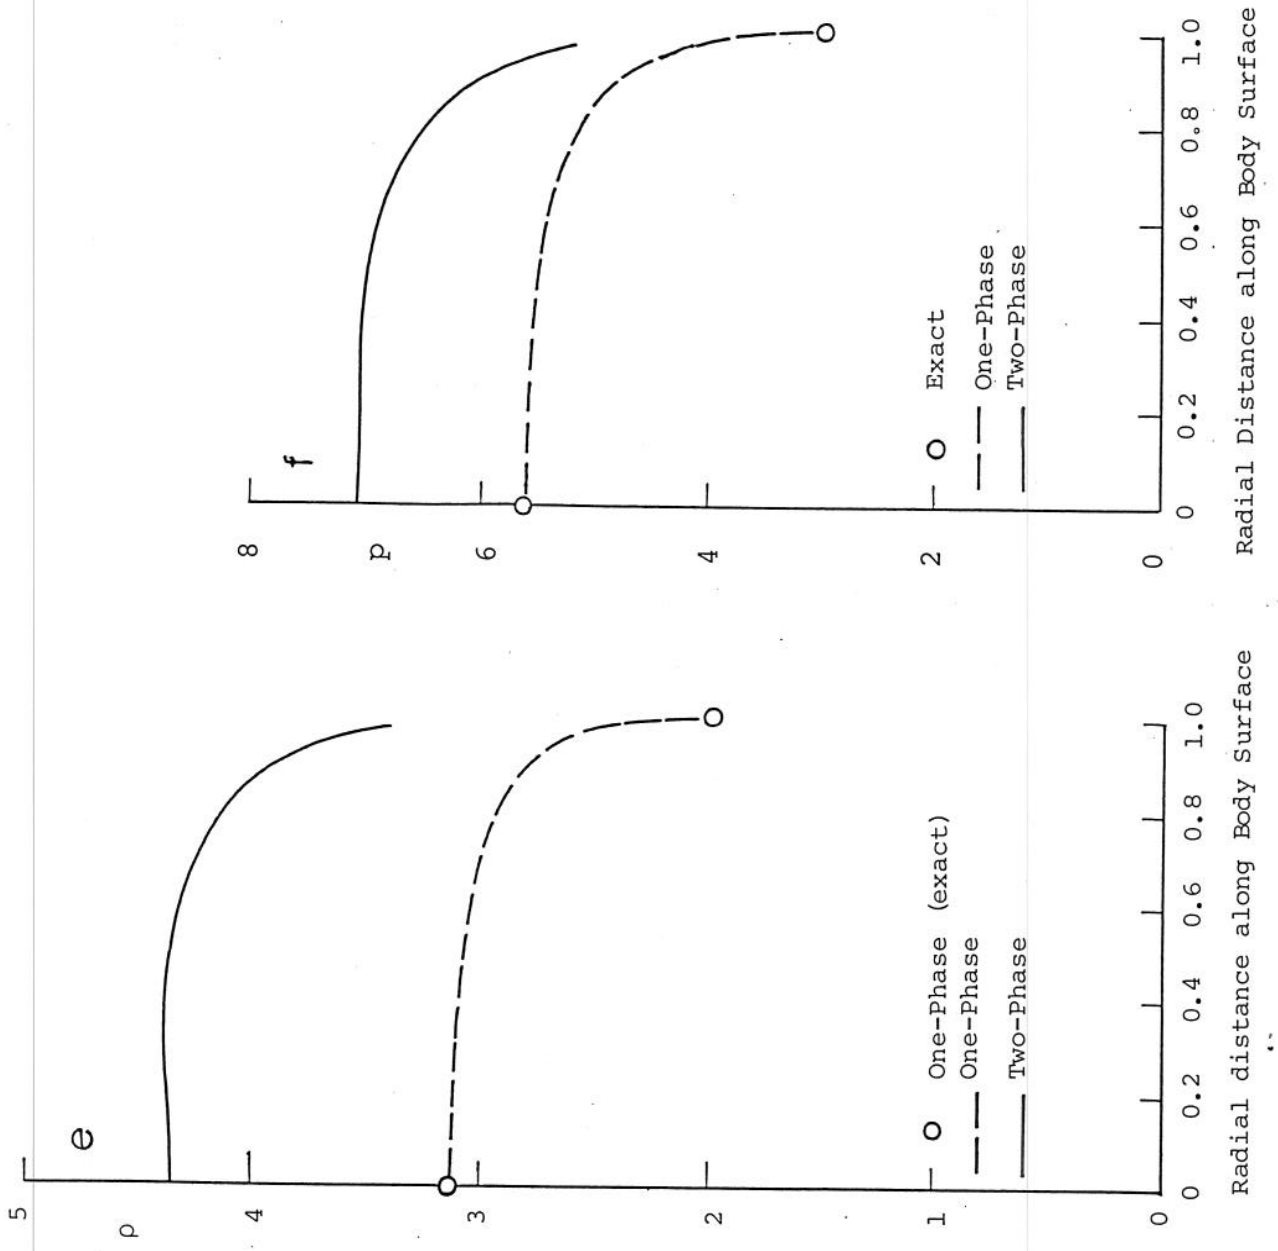 e
5
ρ
4
3
2
1
0
○ One-Phase (exact)
One-Phase
Two-Phase
0 0.2 0.4 0.6 0.8 1.0
Radial distance along Body Surface
f
8
p
6
4
2
0
○ Exact
One-Phase
Two-Phase
0 0.2 0.4 0.6 0.8 1.0
Radial Distance along Body Surface